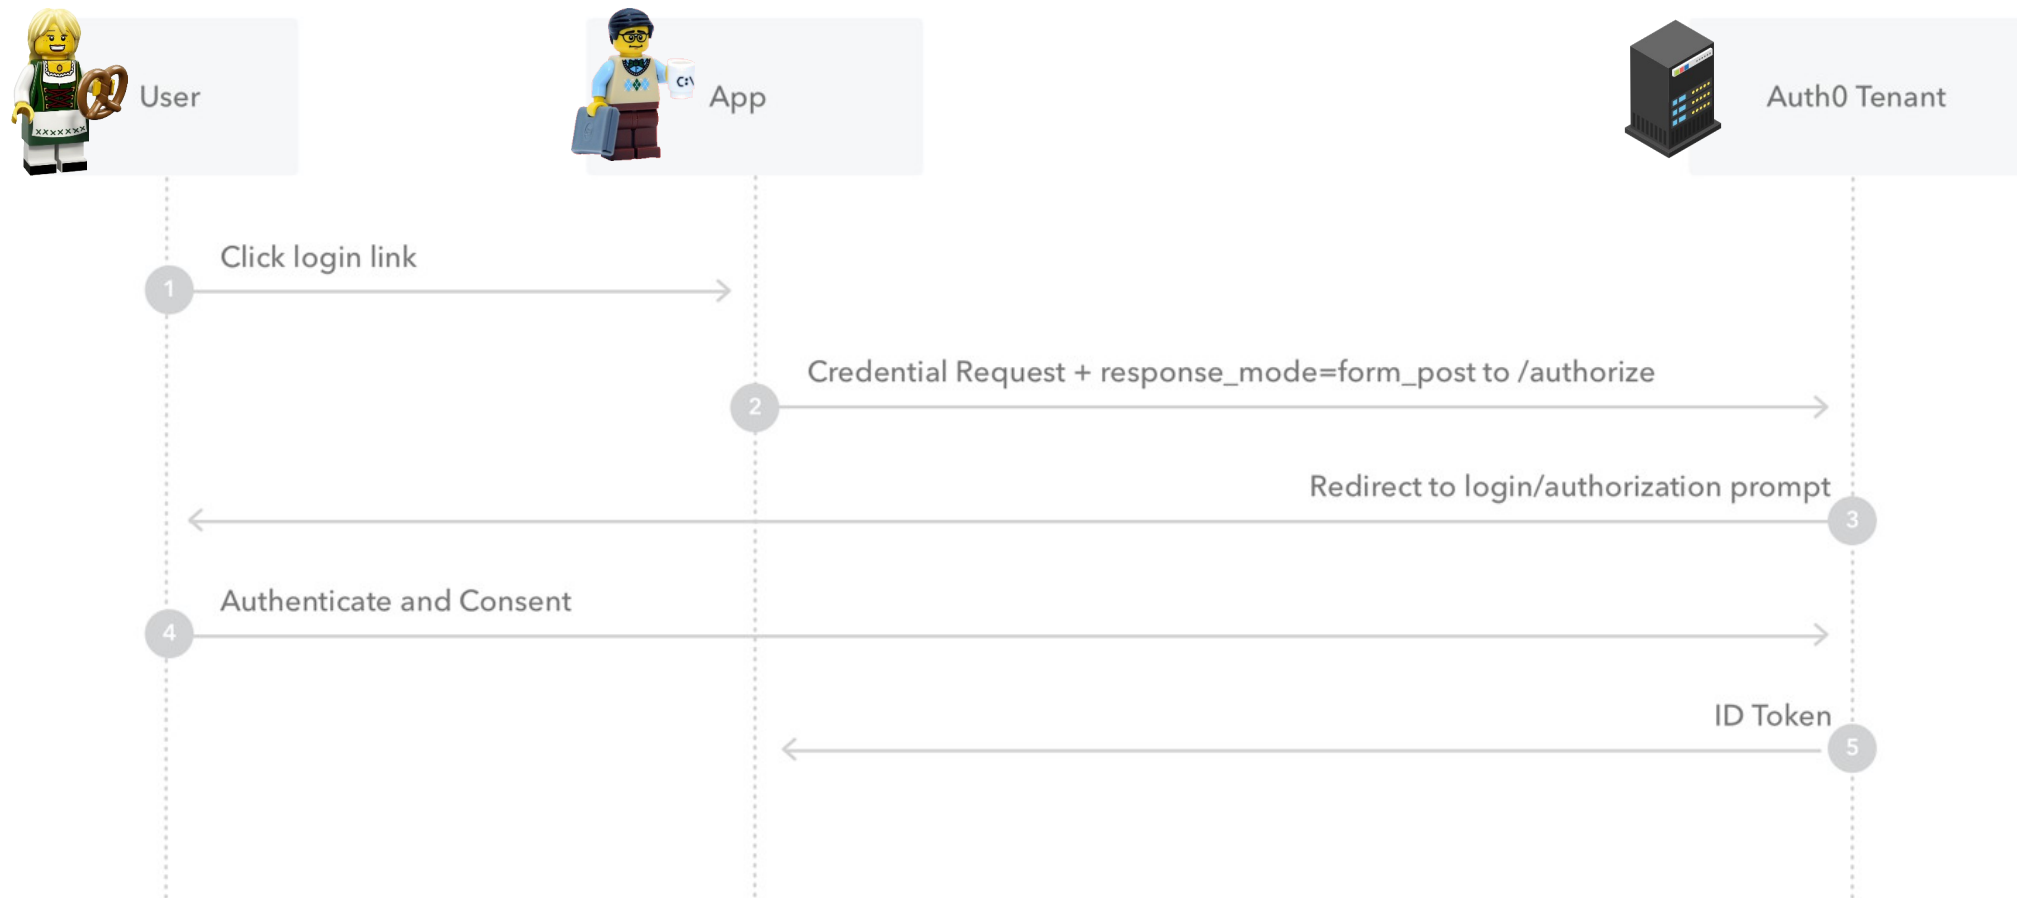 User
App
C:\
Auth0 Tenant
Click login link
1
Credential Request + response_mode=form_post to /authorize
2
Redirect to login/authorization prompt
3
Authenticate and Consent
4
ID Token
5